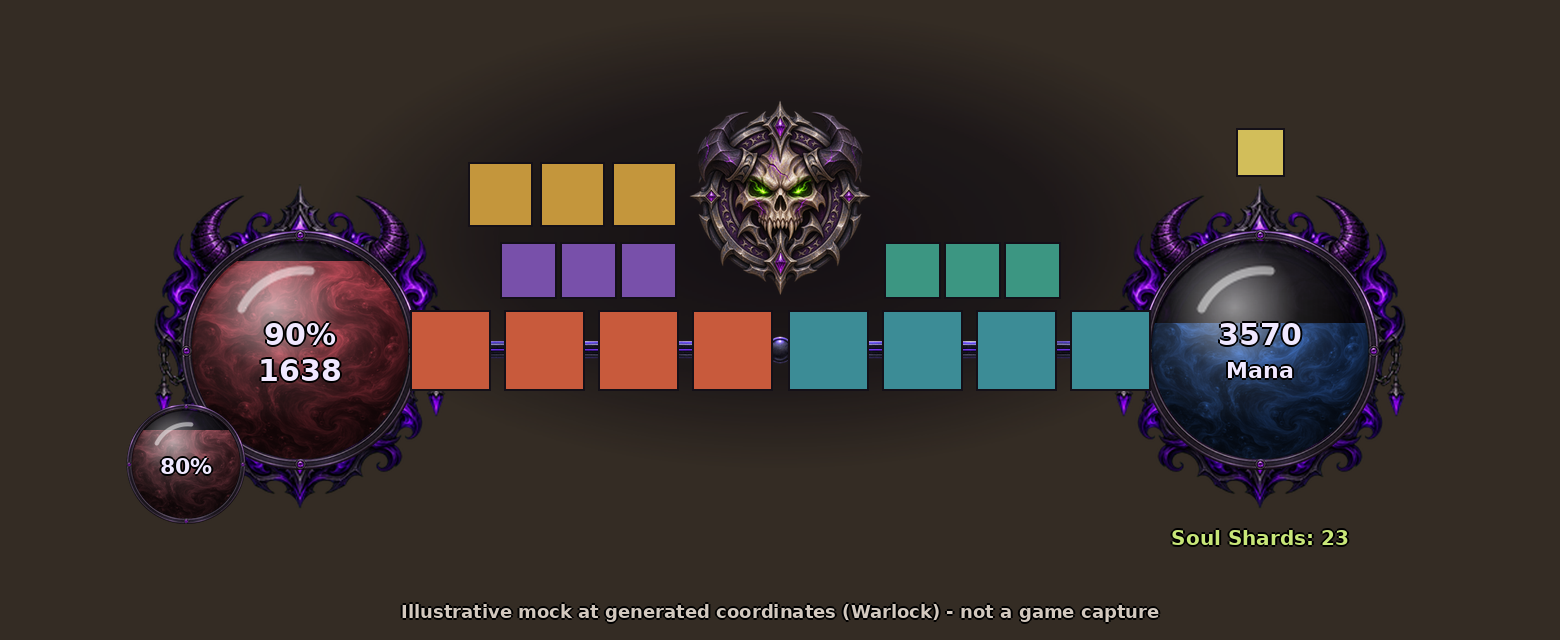 90%
1638
80%
3570
Mana
Soul Shards: 23
Illustrative mock at generated coordinates (Warlock) - not a game capture